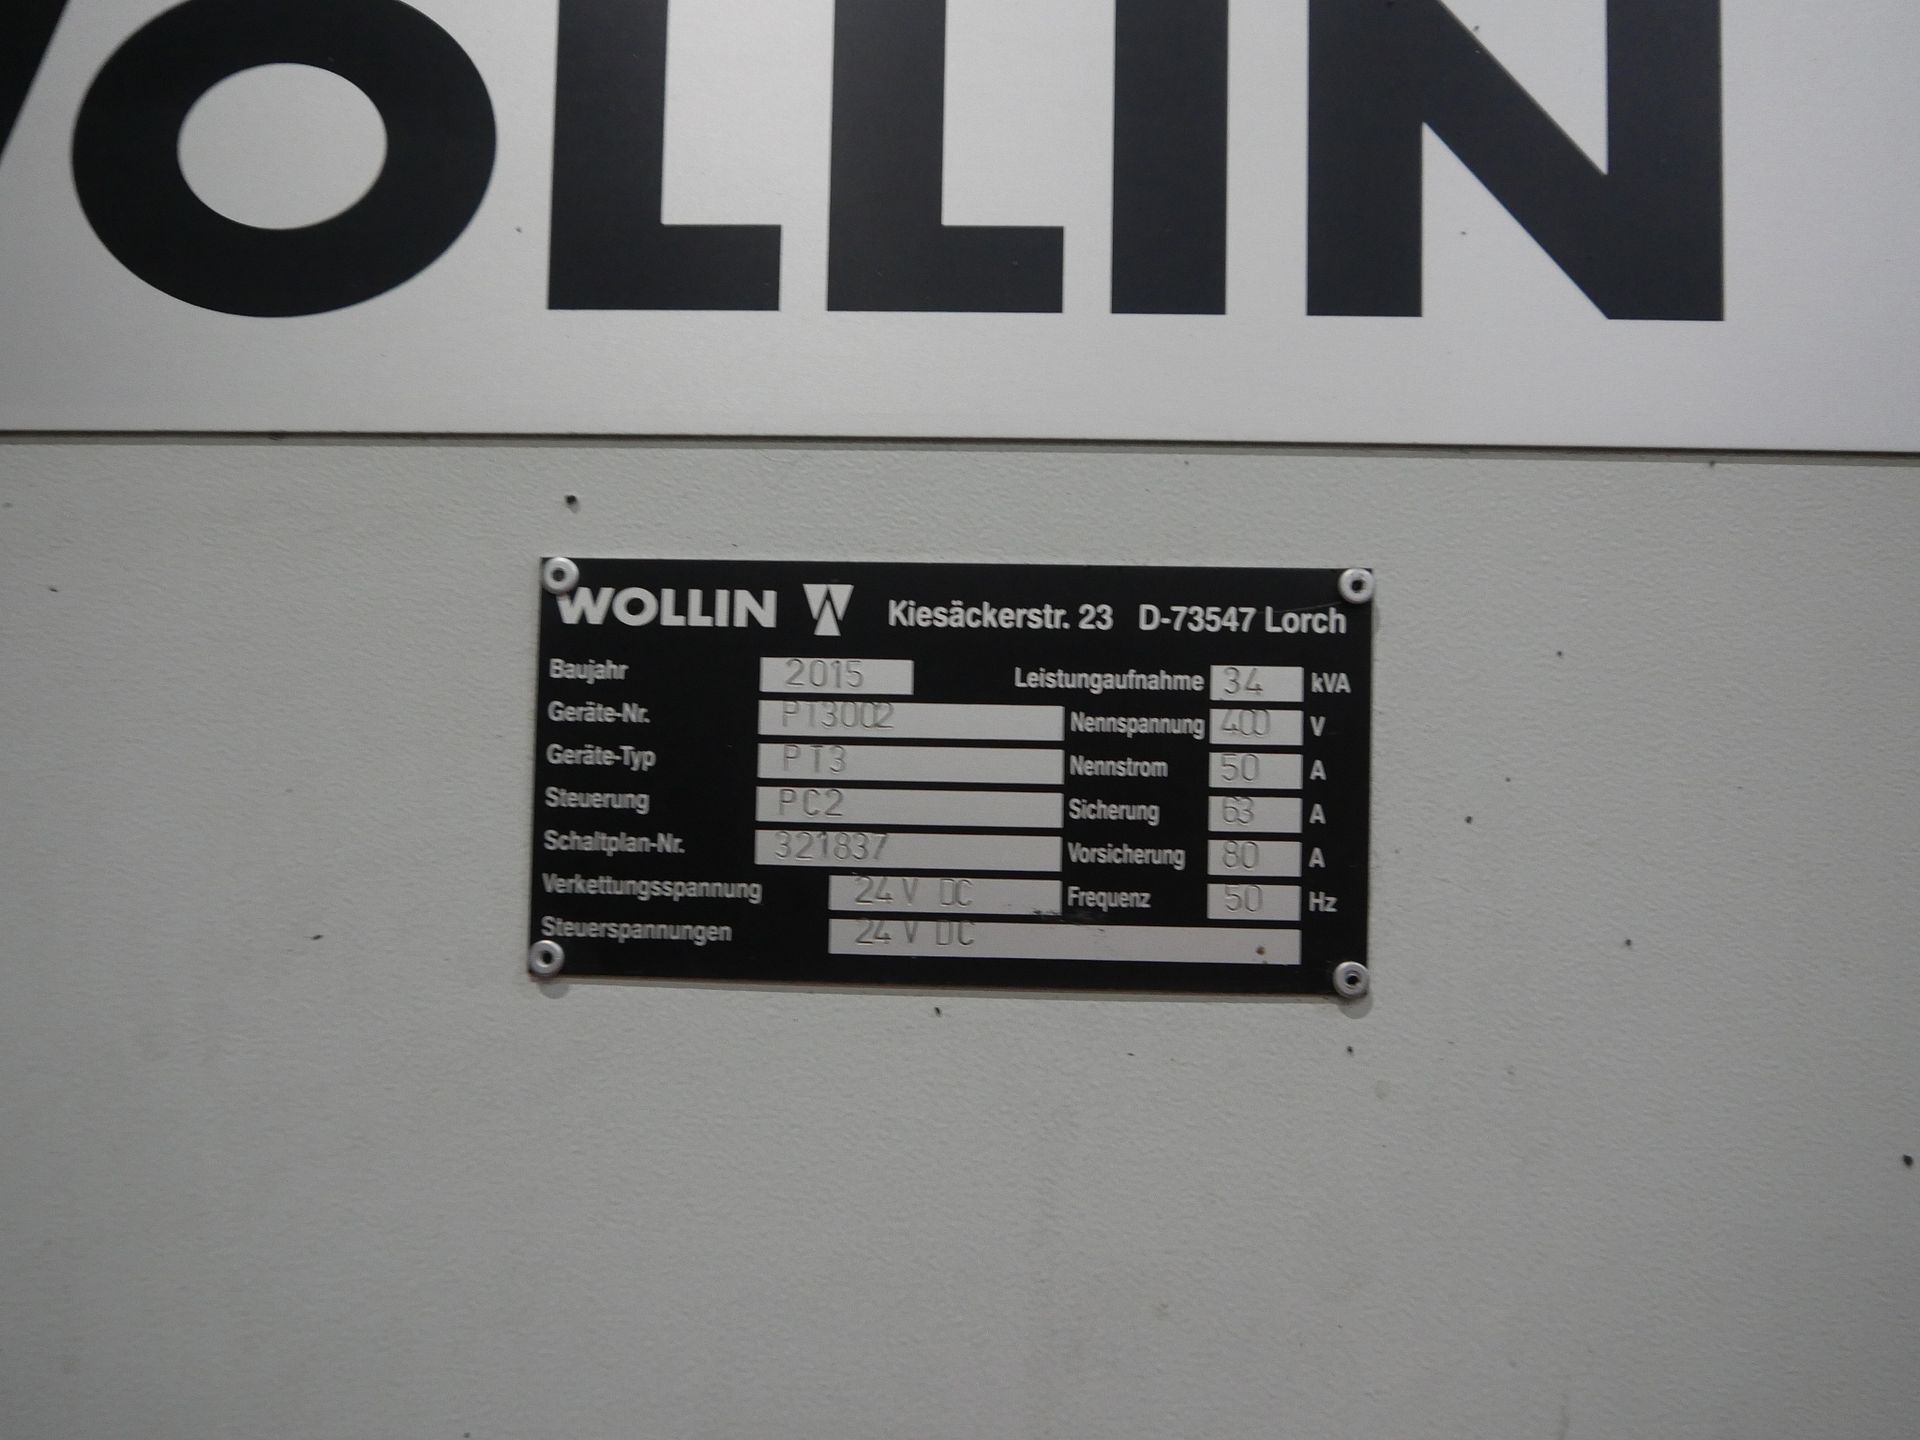 WOLLIN
WOLLIN Kiesäckerstr. 23 D-73547 Lorch
Baujahr 2015 Leistungaufnahme 34 kVA
Geräte-Nr. PT3002 Nennspannung 400 V
Geräte-Typ PT3 Nennstrom 50 A
Steuerung PC2 Sicherung 63 A
Schaltplan-Nr. 321837 Vorsicherung 80 A
Verkettungsspannung 24 V DC Frequenz 50 Hz
Steuerspannungen 24 V DC